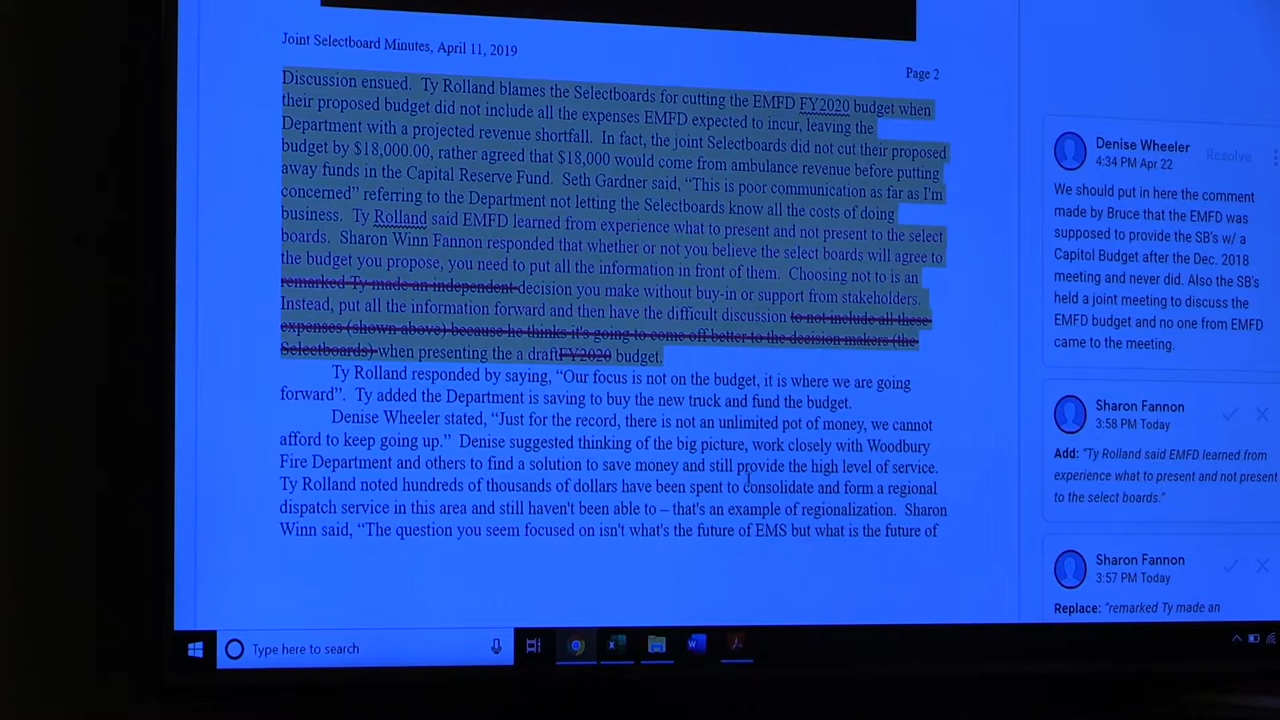 Joint Selectboard Minutes, April 11, 2019
Page 2
Discussion ensued. Ty Rolland blames the Selectboards for cutting the EMFD FY2020 budget when
their proposed budget did not include all the expenses EMFD expected to incur, leaving the
Department with a projected revenue shortfall. In fact, the joint Selectboards did not cut their proposed
budget by $18,000.00, rather agreed that $18,000 would come from ambulance revenue before putting
away funds in the Capital Reserve Fund. Seth Gardner said, “This is poor communication as far as I'm
concerned” referring to the Department not letting the Selectboards know all the costs of doing
business. Ty Rolland said EMFD learned from experience what to present and not present to the select
boards. Sharon Winn Fannon responded that whether or not you believe the select boards will agree to
the budget you propose, you need to put all the information in front of them. Choosing not to is an
remarked Ty made an independent decision you make without buy-in or support from stakeholders.
Instead, put all the information forward and then have the difficult discussion to not include all these
expenses (shown above) because he thinks it's going to come off better to the decision makers (the
Selectboards) when presenting the a draftFY2020 budget.
Ty Rolland responded by saying, “Our focus is not on the budget, it is where we are going
forward”. Ty added the Department is saving to buy the new truck and fund the budget.
Denise Wheeler stated, “Just for the record, there is not an unlimited pot of money, we cannot
afford to keep going up.” Denise suggested thinking of the big picture, work closely with Woodbury
Fire Department and others to find a solution to save money and still provide the high level of service.
Ty Rolland noted hundreds of thousands of dollars have been spent to consolidate and form a regional
dispatch service in this area and still haven't been able to – that's an example of regionalization. Sharon
Winn said, “The question you seem focused on isn't what's the future of EMS but what is the future of
Denise Wheeler
4:34 PM Apr 22
Resolve
We should put in here the comment
made by Bruce that the EMFD was
supposed to provide the SB's w/ a
Capitol Budget after the Dec. 2018
meeting and never did. Also the SB's
held a joint meeting to discuss the
EMFD budget and no one from EMFD
came to the meeting.
Sharon Fannon
3:58 PM Today
Add: "Ty Rolland said EMFD learned from
experience what to present and not present
to the select boards."
Sharon Fannon
3:57 PM Today
Replace: "remarked Ty made an
Type here to search